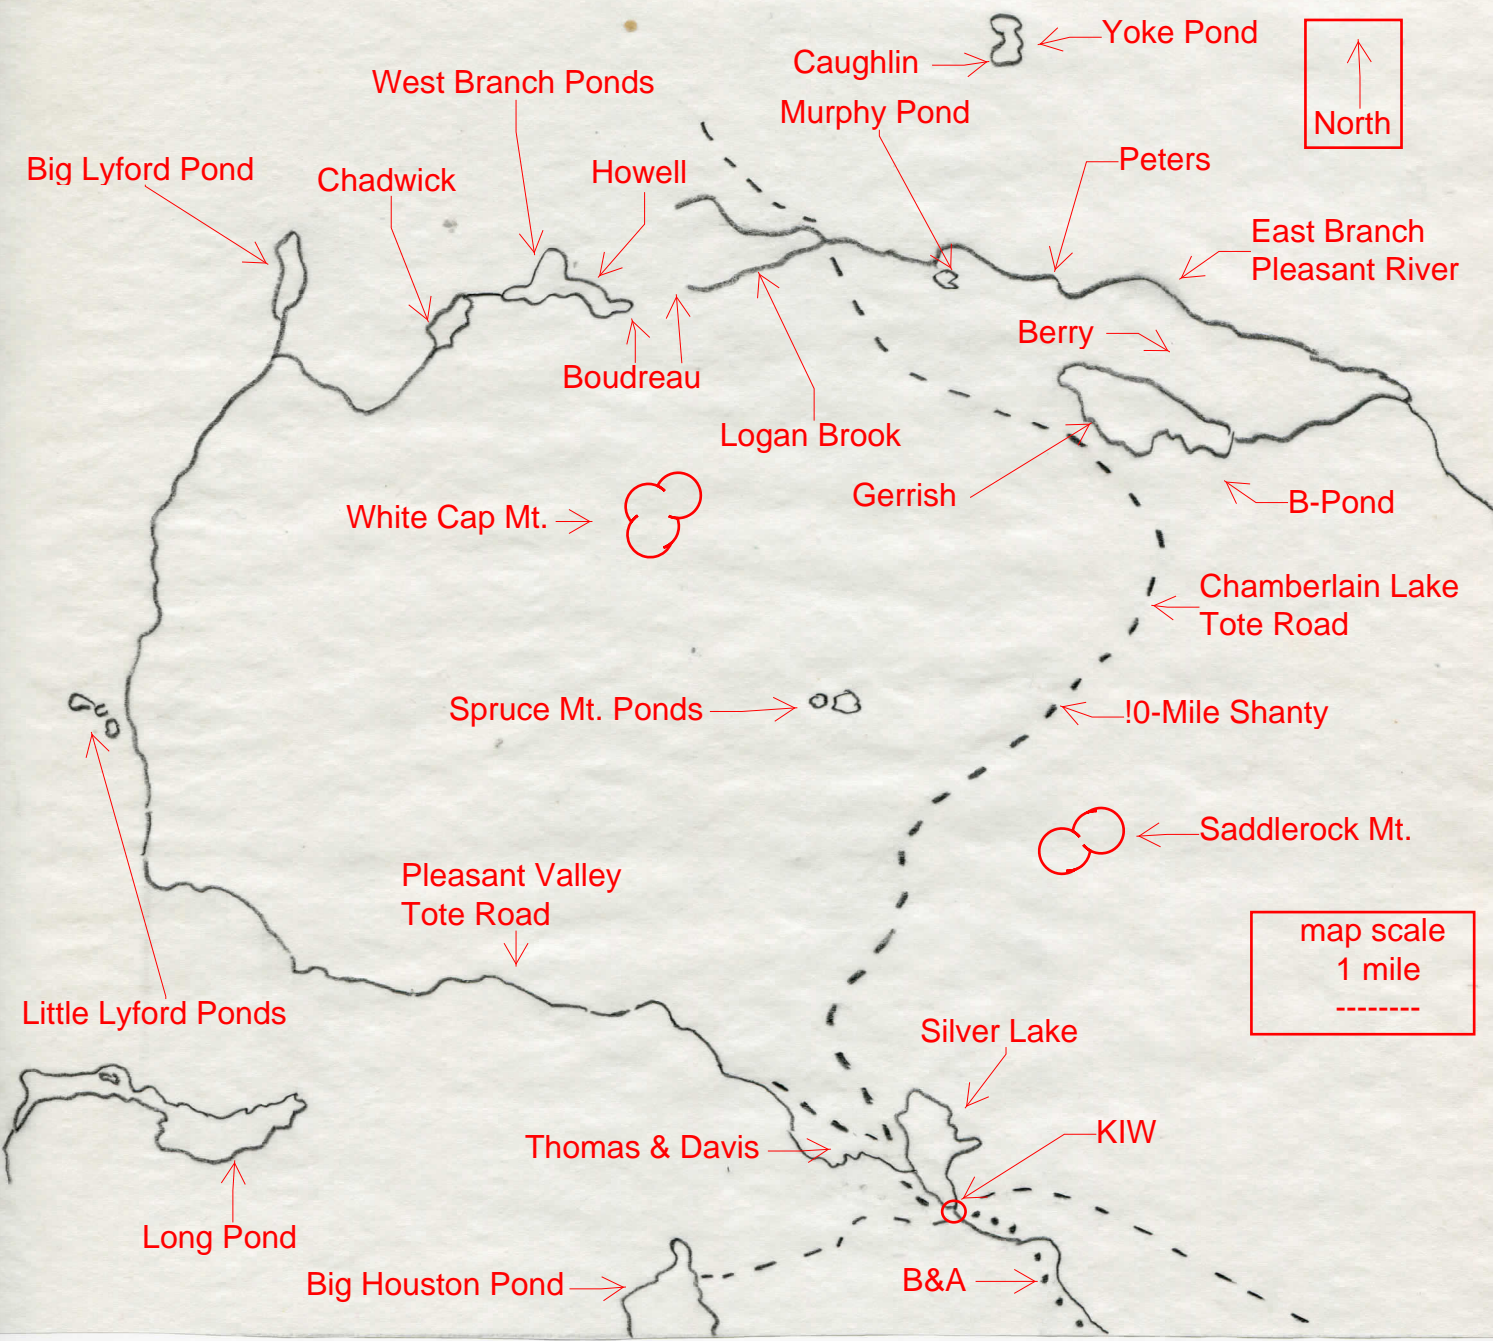 Yoke Pond
Caughlin
West Branch Ponds
Murphy Pond
North
Big Lyford Pond
Chadwick
Howell
Peters
East Branch
Pleasant River
Berry
Boudreau
Logan Brook
Gerrish
B-Pond
White Cap Mt.
Chamberlain Lake
Tote Road
Spruce Mt. Ponds
!0-Mile Shanty
Saddlerock Mt.
Pleasant Valley
Tote Road
map scale
1 mile
--------
Little Lyford Ponds
Silver Lake
Thomas & Davis
KIW
Long Pond
Big Houston Pond
B&A